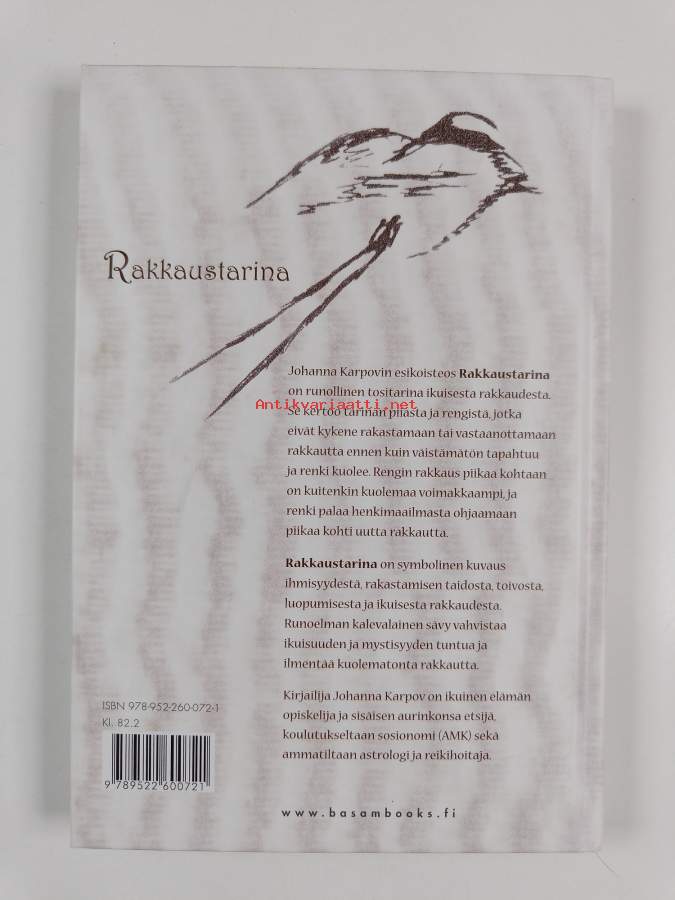 Rakkaustarina
Johanna Karpovin esikoisteos Rakkaustarina
on runollinen tositarina ikuisesta rakkaudesta.
Antikvariaatti.net
Se kertoo tarinan piiasta ja rengistä, jotka
eivät kykene rakastamaan tai vastaanottamaan
rakkautta ennen kuin väistämätön tapahtuu
ja renki kuolee. Rengin rakkaus piikaa kohtaan
on kuitenkin kuolemaa voimakkaampi, ja
renki palaa henkimaailmasta ohjaamaan
piikaa kohti uutta rakkautta.
Rakkaustarina on symbolinen kuvaus
ihmisyydestä, rakastamisen taidosta, toivosta,
luopumisesta ja ikuisesta rakkaudesta.
Runoelman kalevalainen sävy vahvistaa
ikuisuuden ja mystisyyden tuntua ja
ilmentää kuolematonta rakkautta.
Kirjailija Johanna Karpov on ikuinen elämän
opiskelija ja sisäisen aurinkonsa etsijä,
koulutukseltaan sosionomi (AMK) sekä
ammatiltaan astrologi ja reikihoitaja.
ISBN 978-952-260-072-1
Kl. 82.2
9 789522 600721
www.basambooks.fi